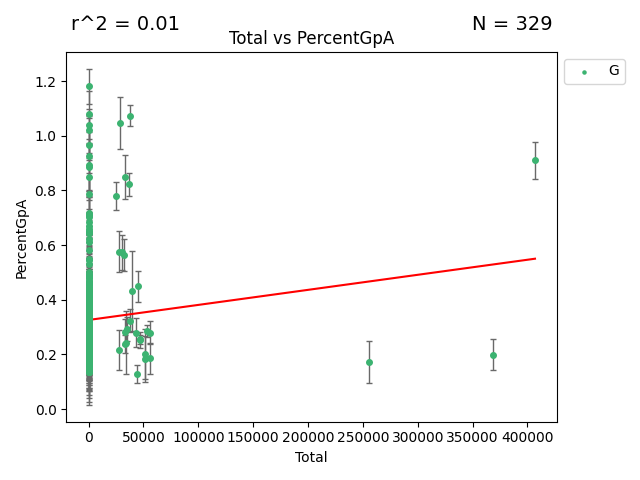 r^2 = 0.01
N = 329
Total vs PercentGpA
G
PercentGpA
1.2
1.0
0.8
0.6
0.4
0.2
0.0
0 50000 100000 150000 200000 250000 300000 350000 400000
Total